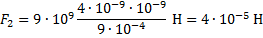 F₂ = 9 · 10⁹ (4 · 10⁻⁹ · 10⁻⁹)/(9 · 10⁻⁴) H = 4 · 10⁻⁵ H